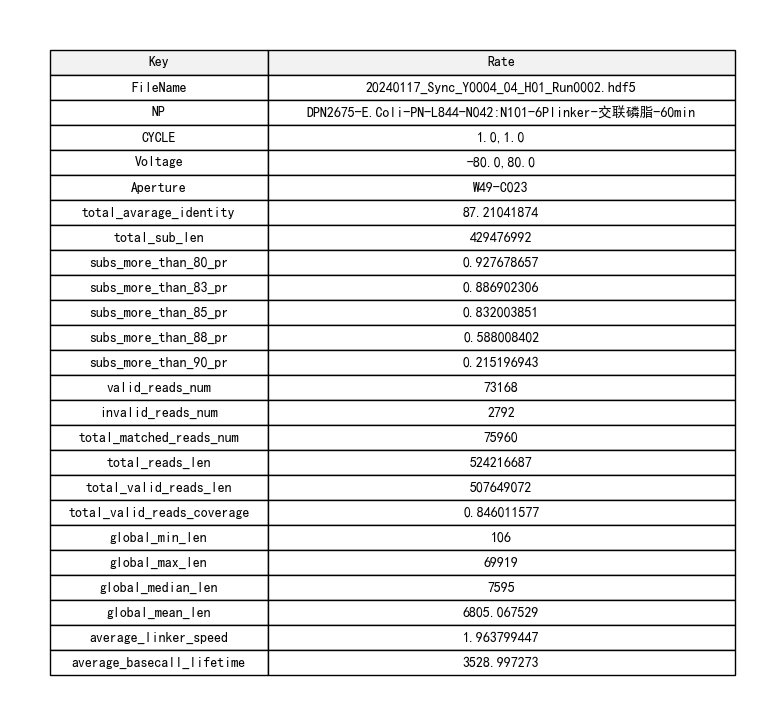 Key Rate
FileName 20240117_Sync_Y0004_04_H01_Run0002.hdf5
NP DPN2675-E.Coli-PN-L844-N042:N101-6Plinker-交联磷脂-60min
CYCLE 1.0,1.0
Voltage -80.0,80.0
Aperture W49-C023
total_avarage_identity 87.21041874
total_sub_len 429476992
subs_more_than_80_pr 0.927678657
subs_more_than_83_pr 0.886902306
subs_more_than_85_pr 0.832003851
subs_more_than_88_pr 0.588008402
subs_more_than_90_pr 0.215196943
valid_reads_num 73168
invalid_reads_num 2792
total_matched_reads_num 75960
total_reads_len 524216687
total_valid_reads_len 507649072
total_valid_reads_coverage 0.846011577
global_min_len 106
global_max_len 69919
global_median_len 7595
global_mean_len 6805.067529
average_linker_speed 1.963799447
average_basecall_lifetime 3528.997273